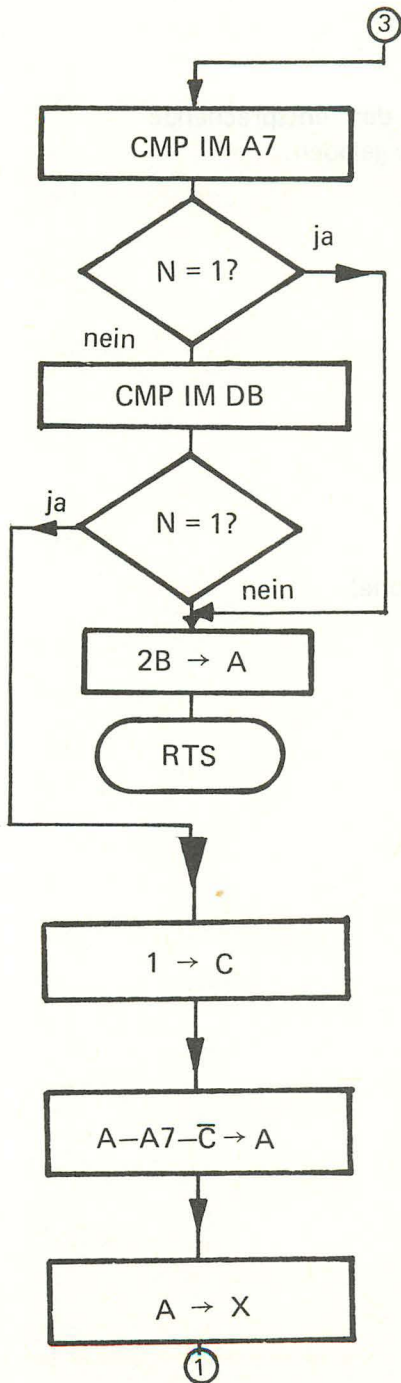 3
CMP IM A7
ja
N = 1?
nein
CMP IM DB
ja
N = 1?
nein
2B → A
RTS
1 → C
A–A7–C̅ → A
A → X
1